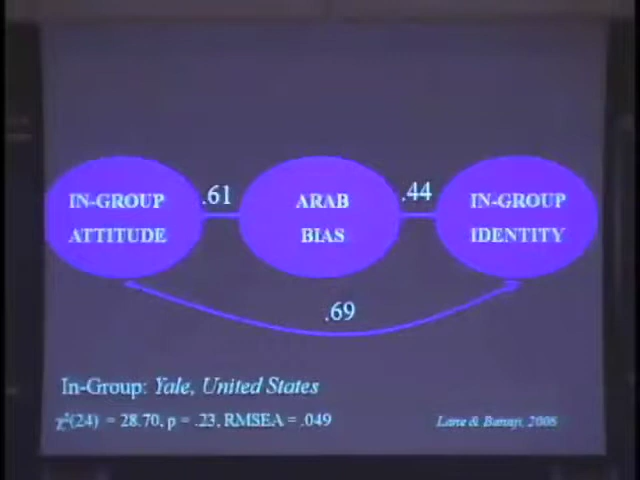 .61
.44
IN-GROUP
ATTITUDE
ARAB
BIAS
IN-GROUP
IDENTITY
.69
In-Group: Yale, United States
χ²(24) = 28.70, p = .23, RMSEA = .049
Lane & Banaji, 2006